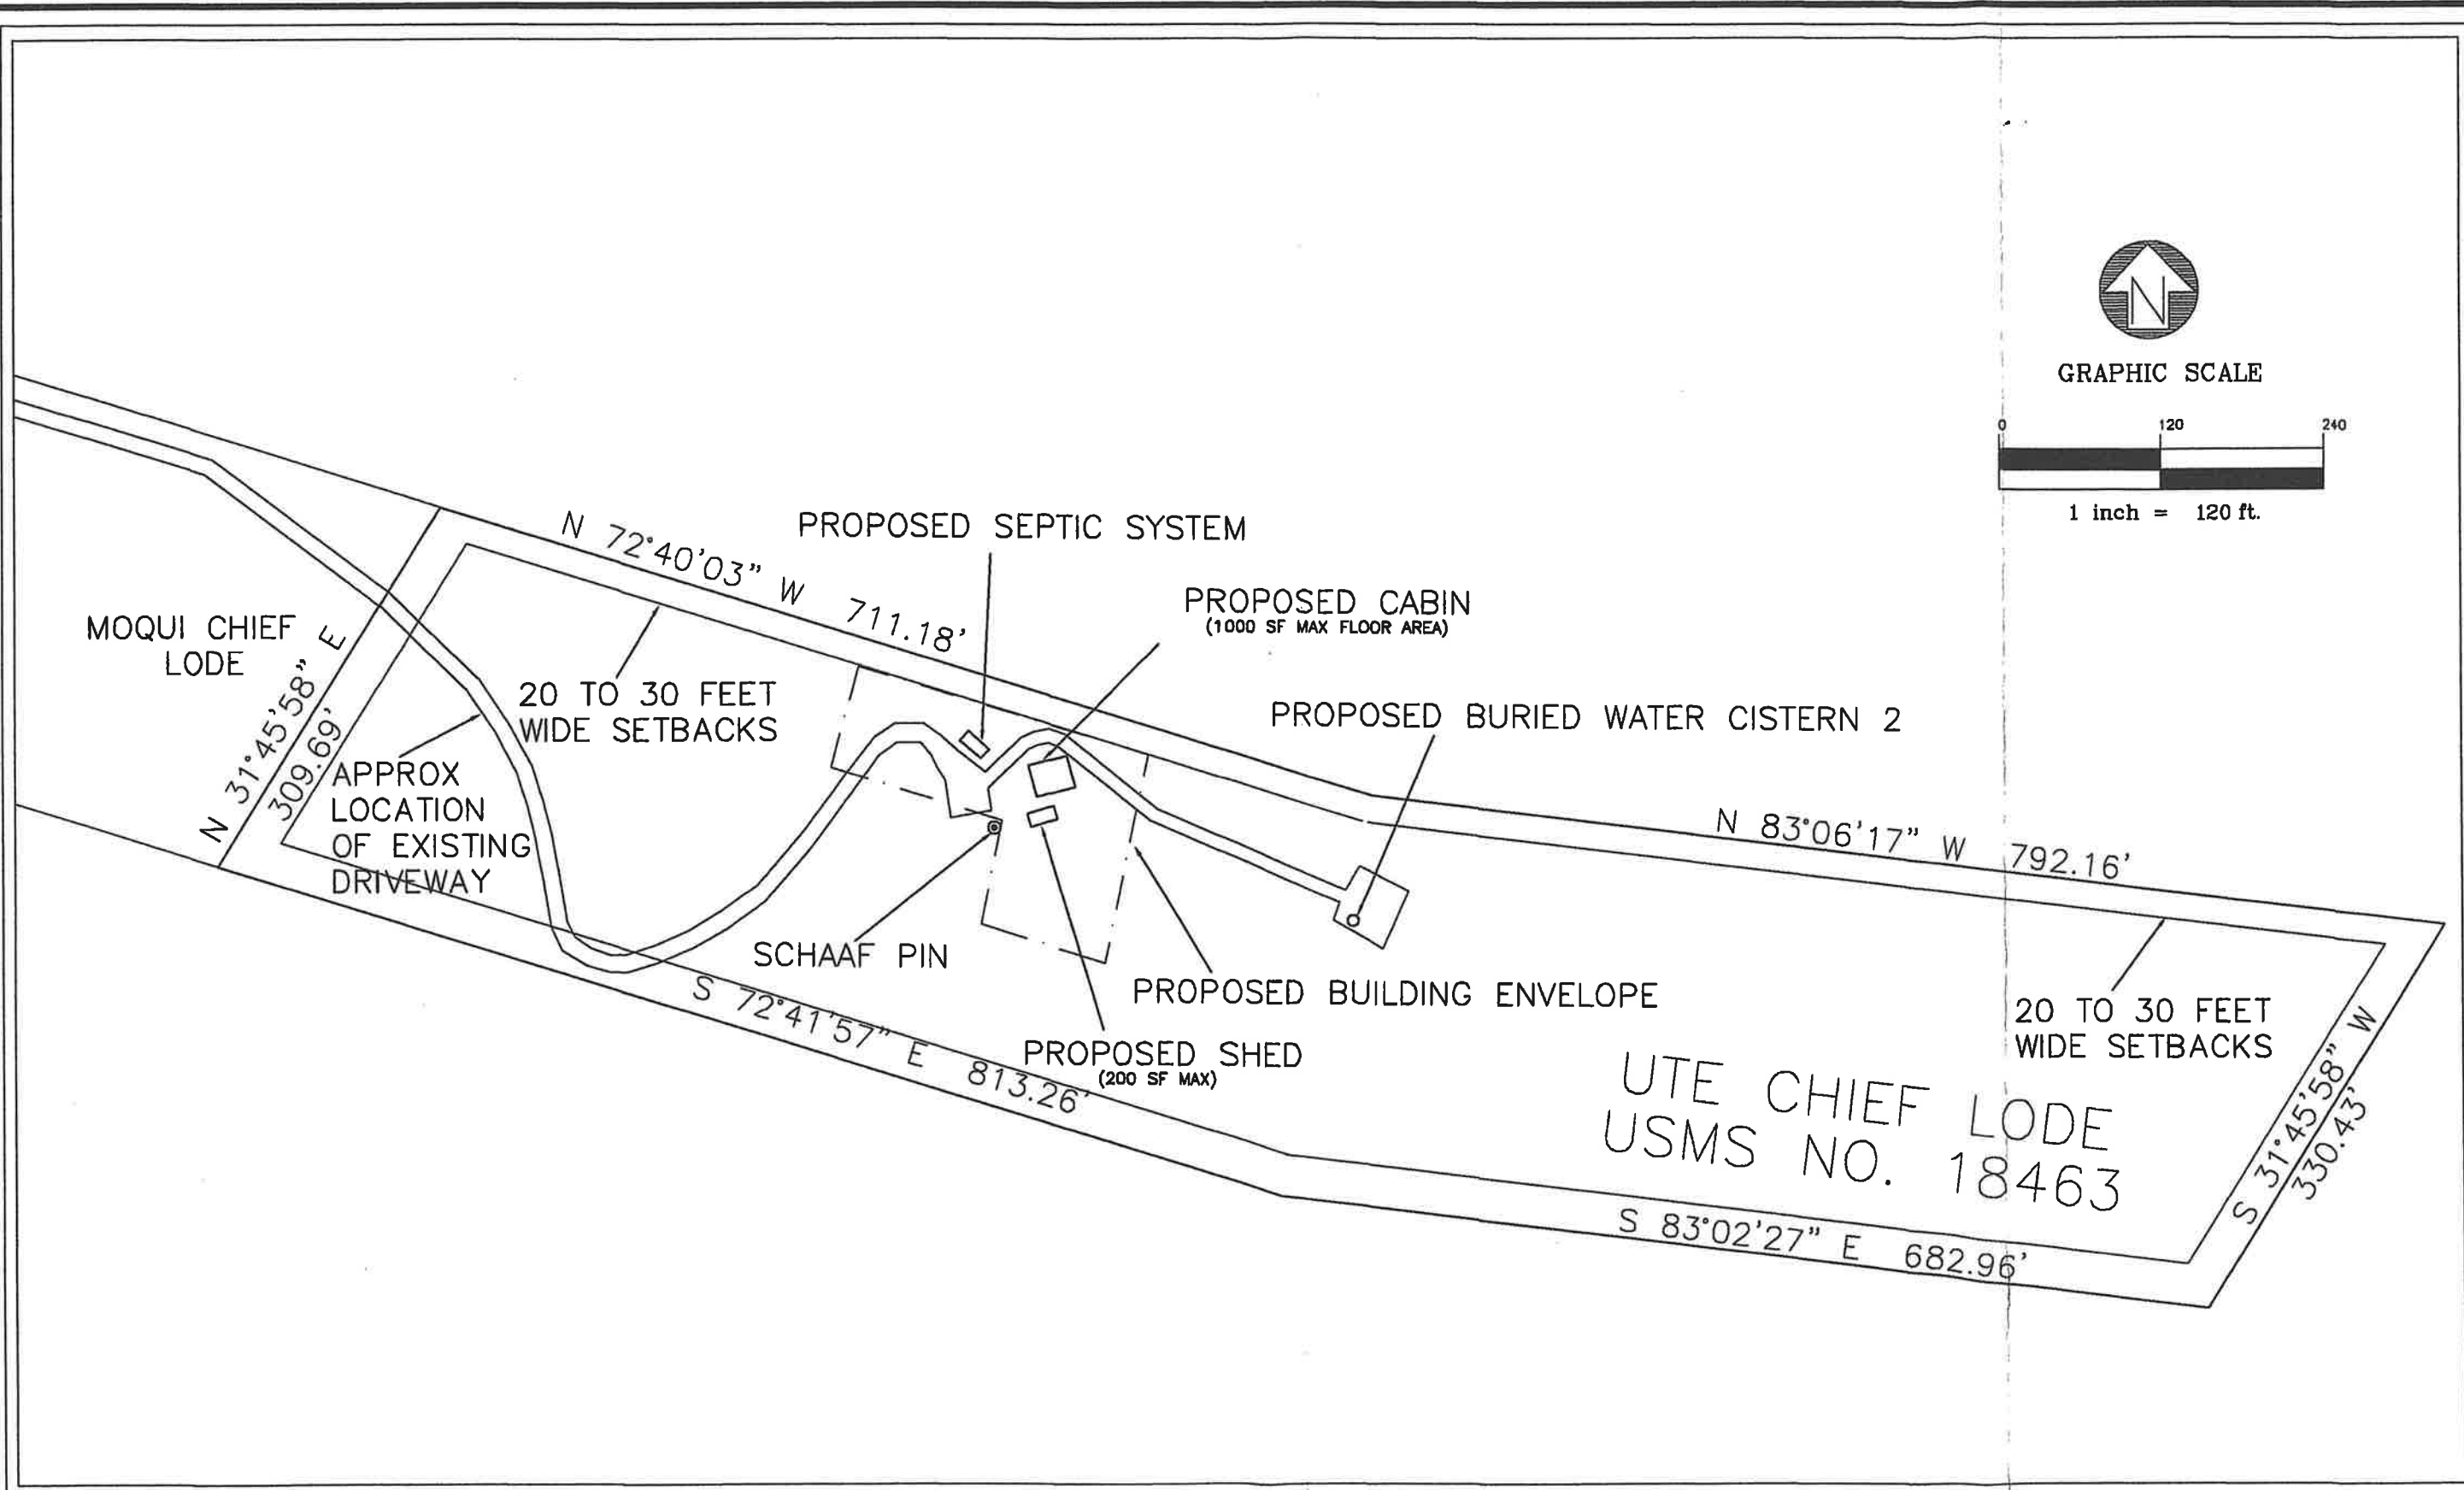 N
GRAPHIC SCALE
0 120 240
1 inch = 120 ft.
N 72°40'03" W 711.18'
PROPOSED SEPTIC SYSTEM
PROPOSED CABIN
(1000 SF MAX FLOOR AREA)
MOQUI CHIEF
LODE
N 31°45'58" E
309.69'
20 TO 30 FEET
WIDE SETBACKS
PROPOSED BURIED WATER CISTERN 2
APPROX
LOCATION
OF EXISTING
DRIVEWAY
N 83°06'17" W 792.16'
SCHAAF PIN
PROPOSED BUILDING ENVELOPE
S 72°41'57" E 813.26'
PROPOSED SHED
(200 SF MAX)
20 TO 30 FEET
WIDE SETBACKS
UTE CHIEF LODE
USMS NO. 18463
S 31°45'58" W
330.43'
S 83°02'27" E 682.96'